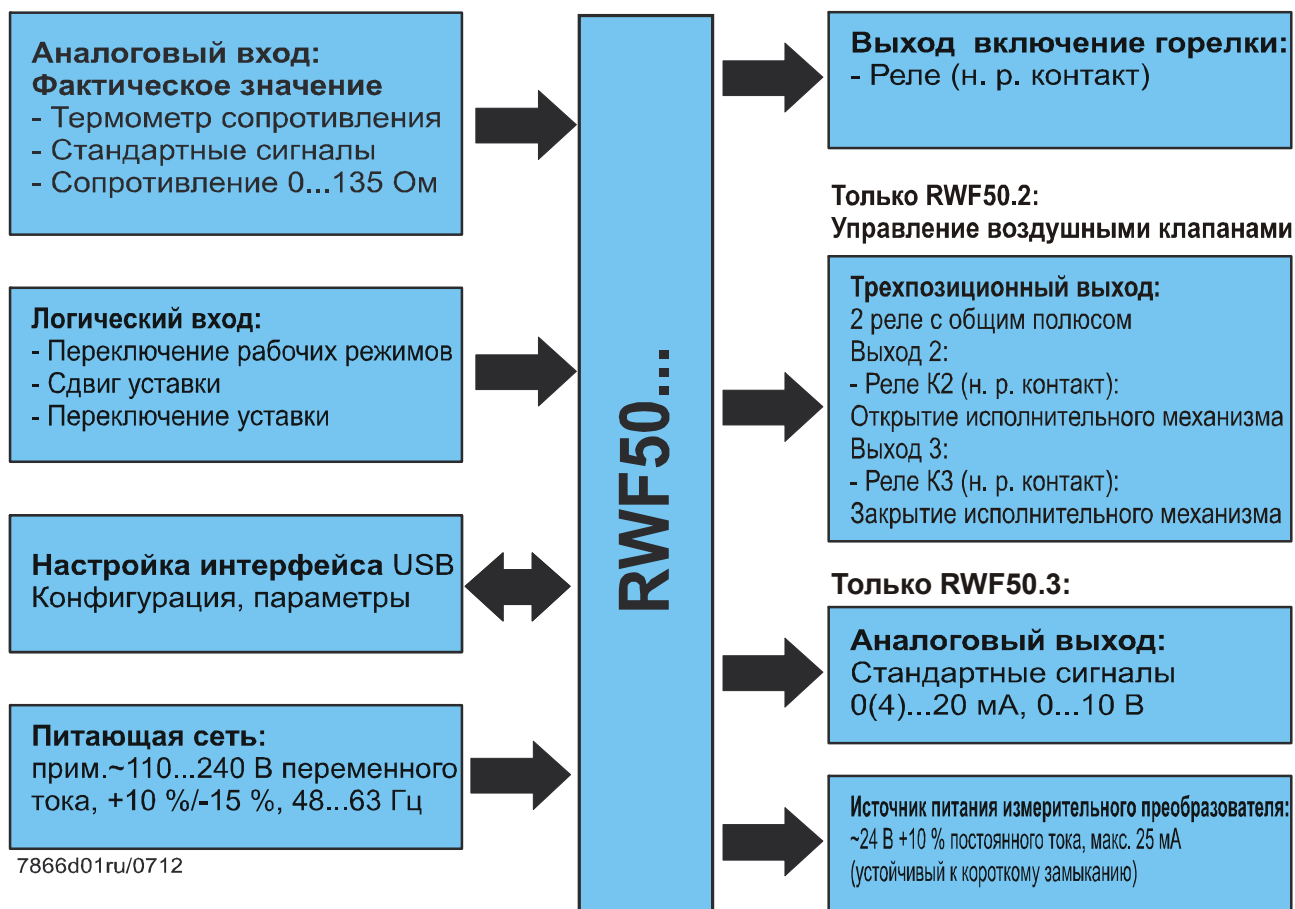 Аналоговый вход:
Фактическое значение
- Термометр сопротивления
- Стандартные сигналы
- Сопротивление 0...135 Ом
Логический вход:
- Переключение рабочих режимов
- Сдвиг уставки
- Переключение уставки
Настройка интерфейса USB
Конфигурация, параметры
Питающая сеть:
прим.~110...240 В переменного
тока, +10 %/-15 %, 48...63 Гц
7866d01ru/0712
RWF50...
Выход включение горелки:
- Реле (н. р. контакт)
Только RWF50.2:
Управление воздушными клапанами
Трехпозиционный выход:
2 реле с общим полюсом
Выход 2:
- Реле К2 (н. р. контакт):
Открытие исполнительного механизма
Выход 3:
- Реле К3 (н. р. контакт):
Закрытие исполнительного механизма
Только RWF50.3:
Аналоговый выход:
Стандартные сигналы
0(4)...20 мА, 0...10 В
Источник питания измерительного преобразователя:
~24 В +10 % постоянного тока, макс. 25 мА
(устойчивый к короткому замыканию)